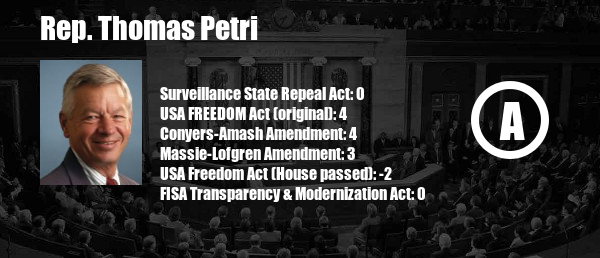 Rep. Thomas Petri
Surveillance State Repeal Act: 0
USA FREEDOM Act (original): 4
Conyers-Amash Amendment: 4
Massie-Lofgren Amendment: 3
USA Freedom Act (House passed): -2
FISA Transparency & Modernization Act: 0
A